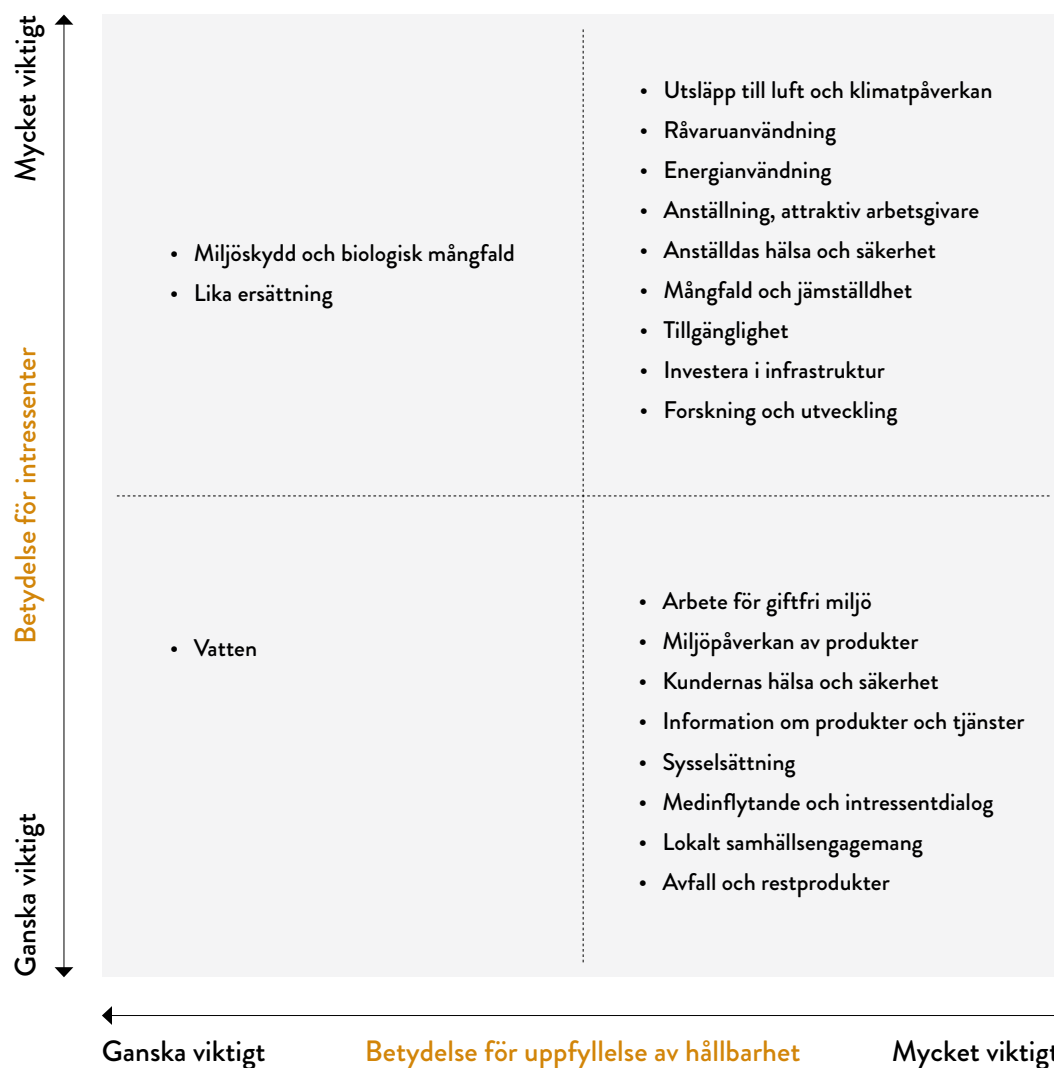 Mycket viktigt
Betydelse för intressenter
Ganska viktigt
• Miljöskydd och biologisk mångfald
• Lika ersättning
• Utsläpp till luft och klimatpåverkan
• Råvaruanvändning
• Energianvändning
• Anställning, attraktiv arbetsgivare
• Anställdas hälsa och säkerhet
• Mångfald och jämställdhet
• Tillgänglighet
• Investera i infrastruktur
• Forskning och utveckling
• Vatten
• Arbete för giftfri miljö
• Miljöpåverkan av produkter
• Kundernas hälsa och säkerhet
• Information om produkter och tjänster
• Sysselsättning
• Medinflytande och intressentdialog
• Lokalt samhällsengagemang
• Avfall och restprodukter
Ganska viktigt
Betydelse för uppfyllelse av hållbarhet
Mycket viktigt